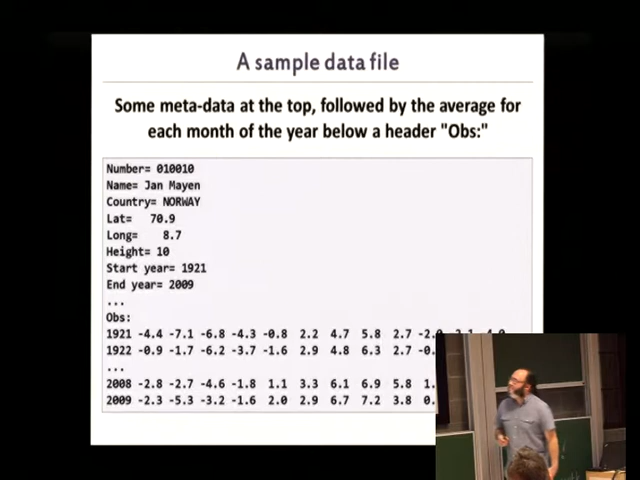 A sample data file
Some meta-data at the top, followed by the average for
each month of the year below a header "Obs:"
Number= 010010
Name= Jan Mayen
Country= NORWAY
Lat= 70.9
Long= 8.7
Height= 10
Start year= 1921
End year= 2009
...
Obs:
1921 -4.4 -7.1 -6.8 -4.3 -0.8 2.2 4.7 5.8 2.7
1922 -0.9 -1.7 -6.2 -3.7 -1.6 2.9 4.8 6.3 2.7
...
2008 -2.8 -2.7 -4.6 -1.8 1.1 3.3 6.1 6.9 5.8
2009 -2.3 -5.3 -3.2 -1.6 2.0 2.9 6.7 7.2 3.8